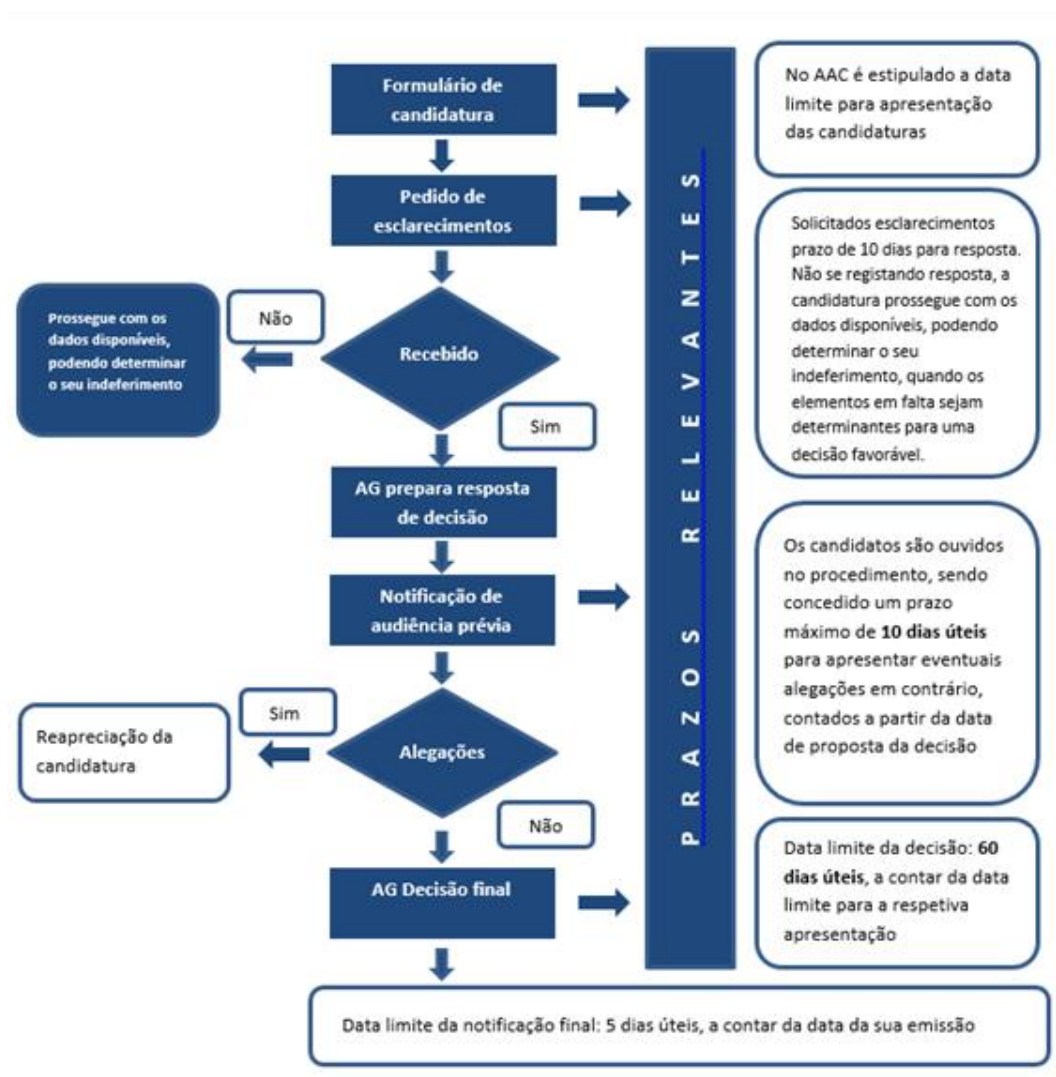 Formulário de
candidatura
No AAC é estipulado a data
limite para apresentação
das candidaturas
Pedido de
esclarecimentos
Solicitados esclarecimentos
prazo de 10 dias para resposta.
Não se registando resposta, a
candidatura prossegue com os
dados disponíveis, podendo
determinar o seu
indeferimento, quando os
elementos em falta sejam
determinantes para uma
decisão favorável.
Recebido
Não
Prossegue com os
dados disponíveis,
podendo determinar
o seu indeferimento
Sim
AG prepara resposta
de decisão
Notificação de
audiência prévia
Os candidatos são ouvidos
no procedimento, sendo
concedido um prazo
máximo de 10 dias úteis
para apresentar eventuais
alegações em contrário,
contados a partir da data
de proposta da decisão
Alegações
Sim
Reapreciação da
candidatura
Não
AG Decisão final
Data limite da decisão: 60
dias úteis, a contar da data
limite para a respetiva
apresentação
PRAZOS RELEVANTES
Data limite da notificação final: 5 dias úteis, a contar da data da sua emissão